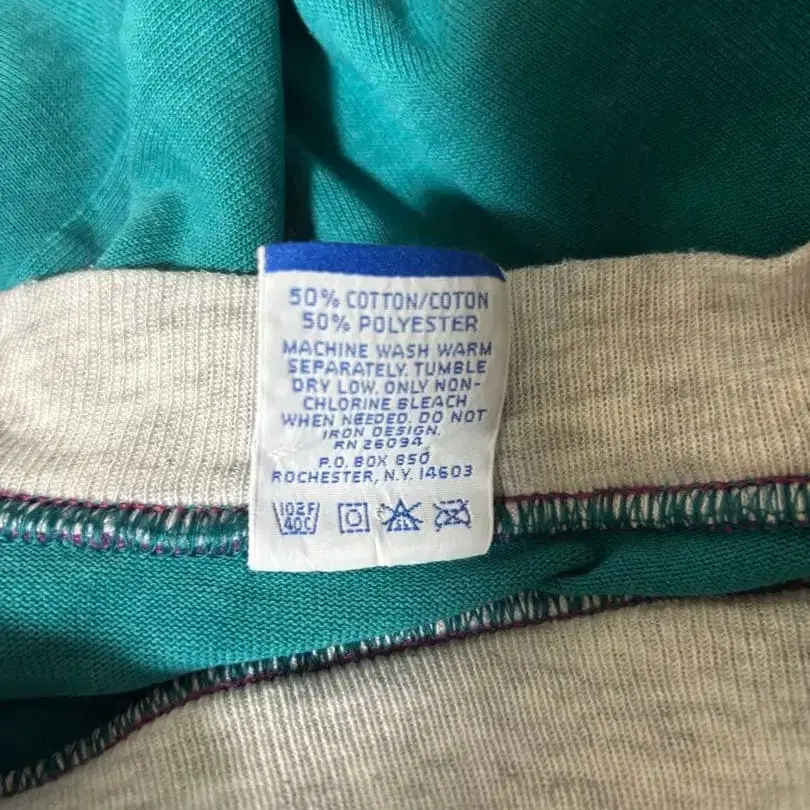 50% COTTON/COTON
50% POLYESTER
MACHINE WASH WARM
SEPARATELY. TUMBLE
DRY LOW. ONLY NON-
CHLORINE BLEACH
WHEN NEEDED. DO NOT
IRON DESIGN.
RN 26094
P.O. BOX 850
ROCHESTER, N.Y. 14603
102F
40C